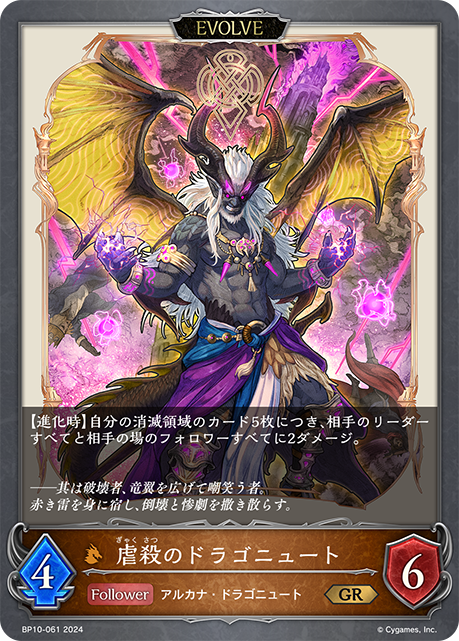 EVOLVE
【進化時】自分の消滅領域のカード5枚につき、相手のリーダー
すべてと相手の場のフォロワーすべてに2ダメージ。
――其は破壊者、竜翼を広げて嘲笑う者。
赤き雷を身に宿し、倒壊と惨劇を撒き散らす。
ぎゃく さつ
虐殺のドラゴニュート
4
6
Follower アルカナ・ドラゴニュート GR
BP10-061 2024 © Cygames, Inc.